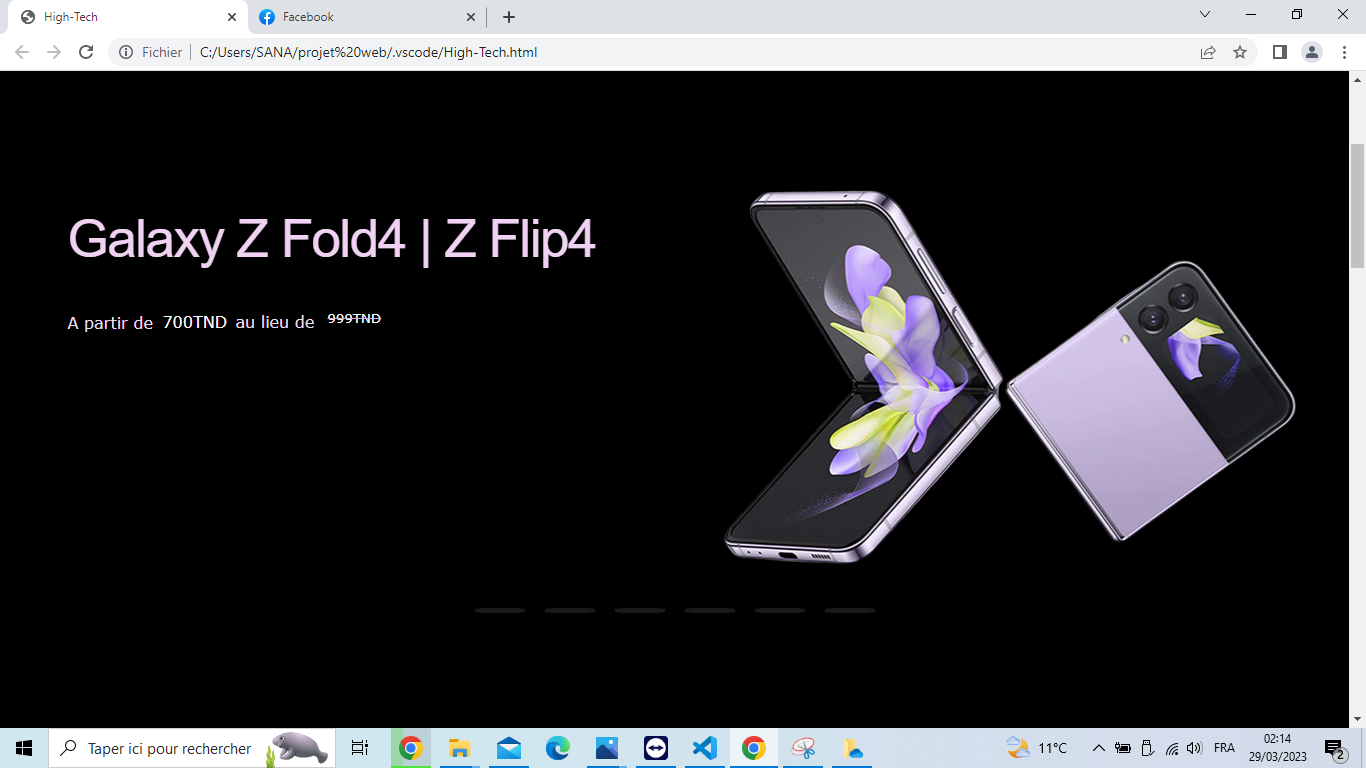 High-Tech
Facebook
Fichier
C:/Users/SANA/projet%20web/.vscode/High-Tech.html
Galaxy Z Fold4 | Z Flip4
A partir de 700TND au lieu de 999TND
Taper ici pour rechercher
11°C
FRA
02:14
29/03/2023
2